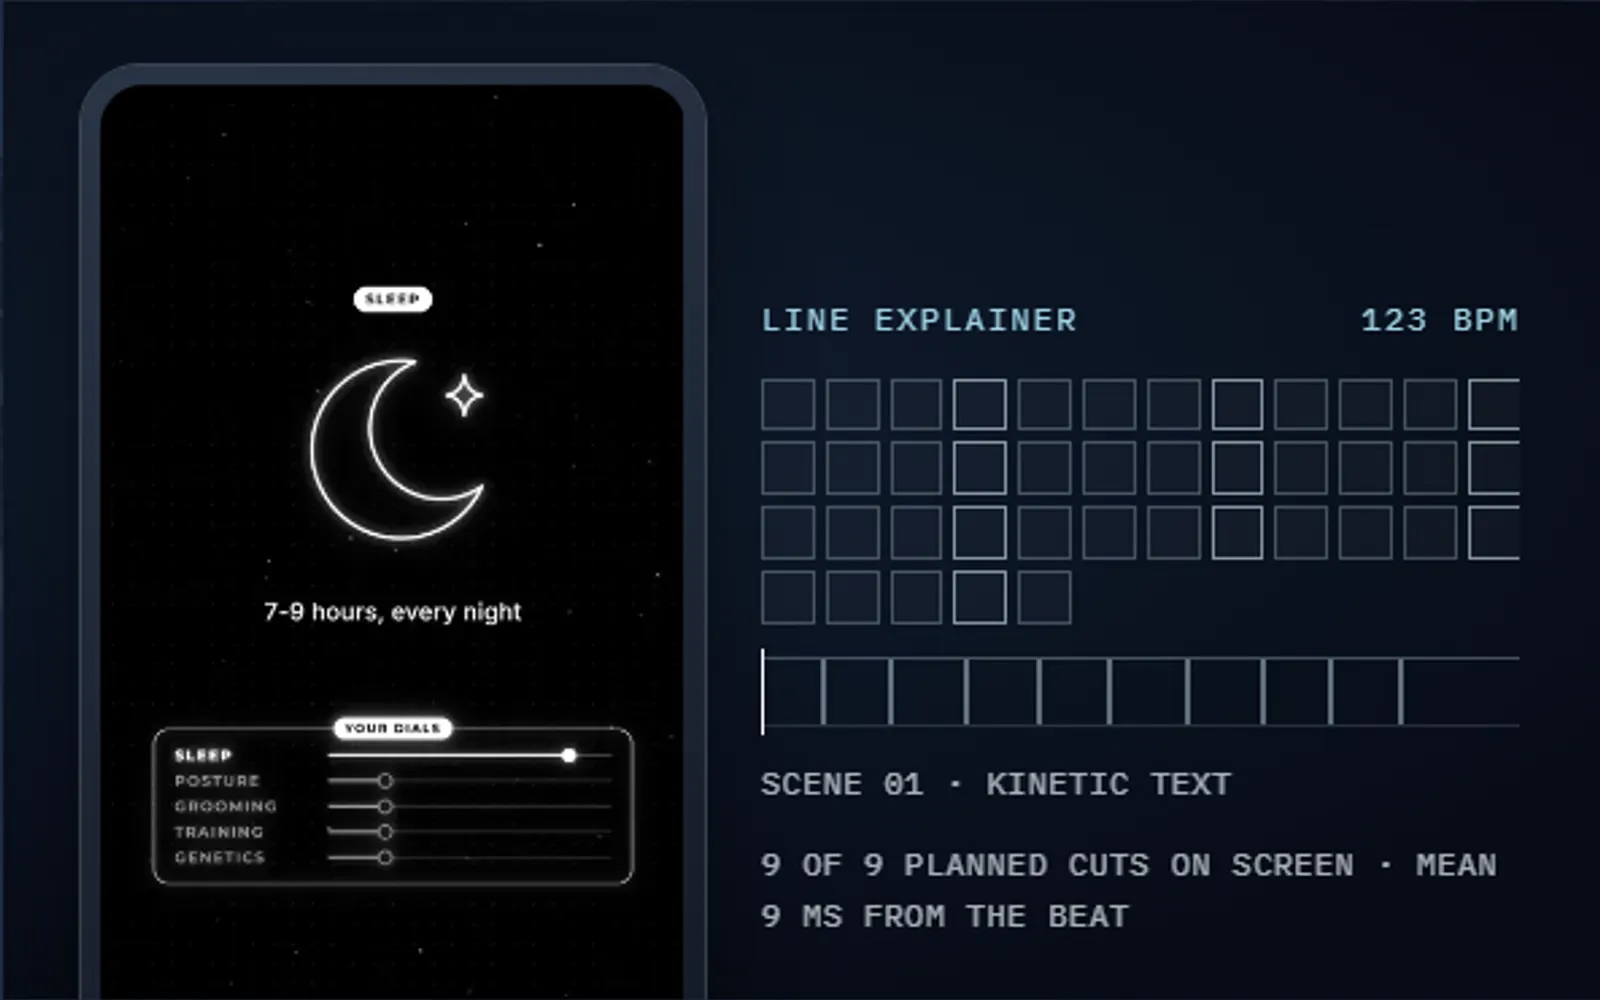 SLEEP
7-9 hours, every night
YOUR DIALS
SLEEP
POSTURE
GROOMING
TRAINING
GENETICS
LINE EXPLAINER 123 BPM
SCENE 01 · KINETIC TEXT
9 OF 9 PLANNED CUTS ON SCREEN · MEAN
9 MS FROM THE BEAT